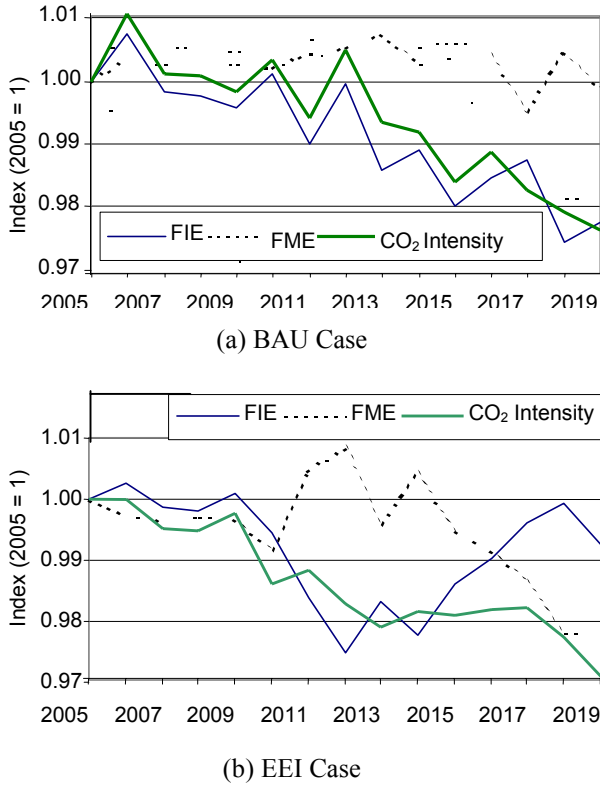 1.01
1.00
0.99
0.98
0.97
Index (2005 = 1)
FIE FME CO₂ Intensity
2005 2007 2009 2011 2013 2015 2017 2019
(a) BAU Case
FIE FME CO₂ Intensity
1.01
1.00
0.99
0.98
0.97
Index (2005 = 1)
2005 2007 2009 2011 2013 2015 2017 2019
(b) EEI Case